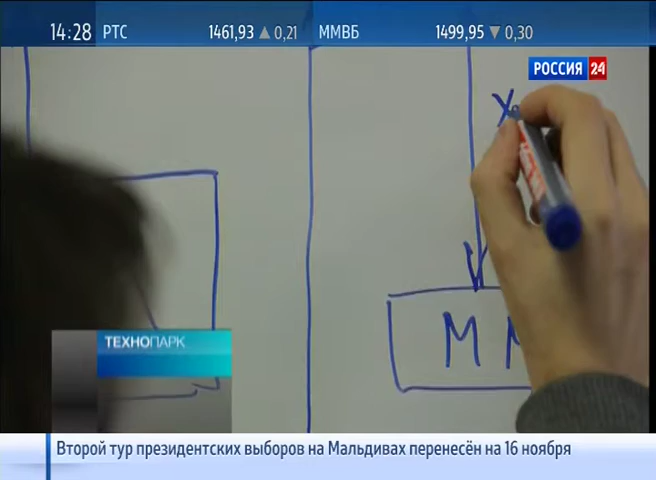 14:28 РТС 1461,93 ▲ 0,21 ММВБ 1499,95 ▼ 0,30
РОССИЯ 24
М
ТЕХНОПАРК
Второй тур президентских выборов на Мальдивах перенесён на 16 ноября